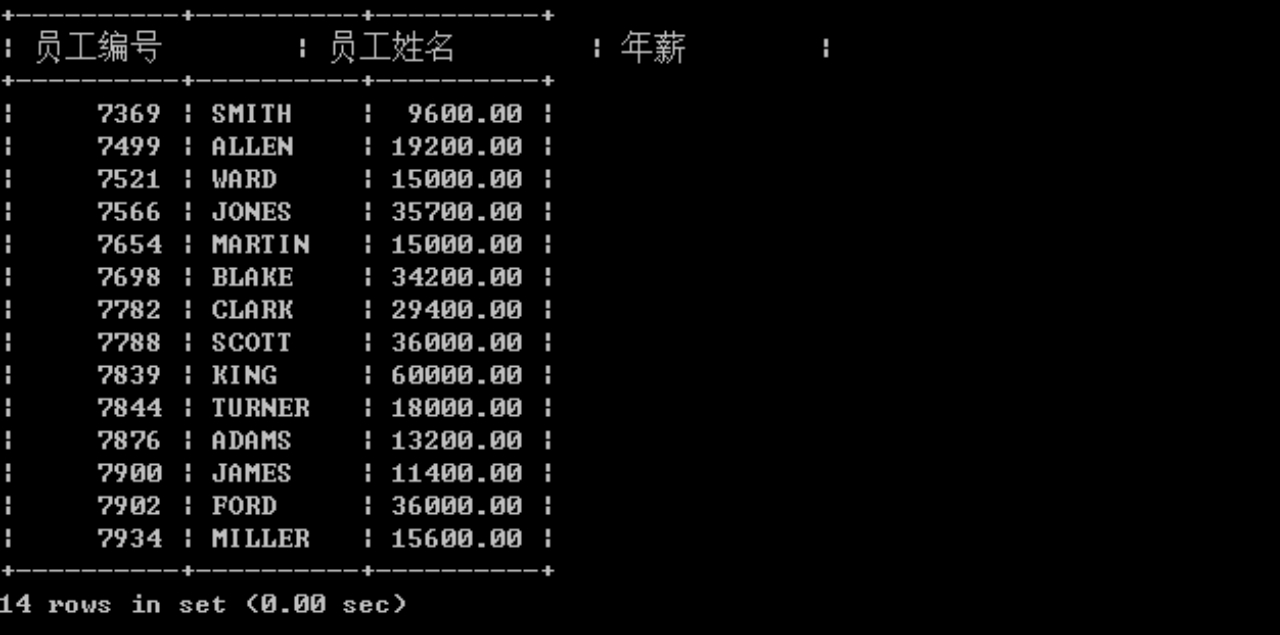 +----------+----------+----------+
| 员工编号 | 员工姓名 | 年薪 |
+----------+----------+----------+
| 7369 | SMITH | 9600.00 |
| 7499 | ALLEN | 19200.00 |
| 7521 | WARD | 15000.00 |
| 7566 | JONES | 35700.00 |
| 7654 | MARTIN | 15000.00 |
| 7698 | BLAKE | 34200.00 |
| 7782 | CLARK | 29400.00 |
| 7788 | SCOTT | 36000.00 |
| 7839 | KING | 60000.00 |
| 7844 | TURNER | 18000.00 |
| 7876 | ADAMS | 13200.00 |
| 7900 | JAMES | 11400.00 |
| 7902 | FORD | 36000.00 |
| 7934 | MILLER | 15600.00 |
+----------+----------+----------+
14 rows in set (0.00 sec)